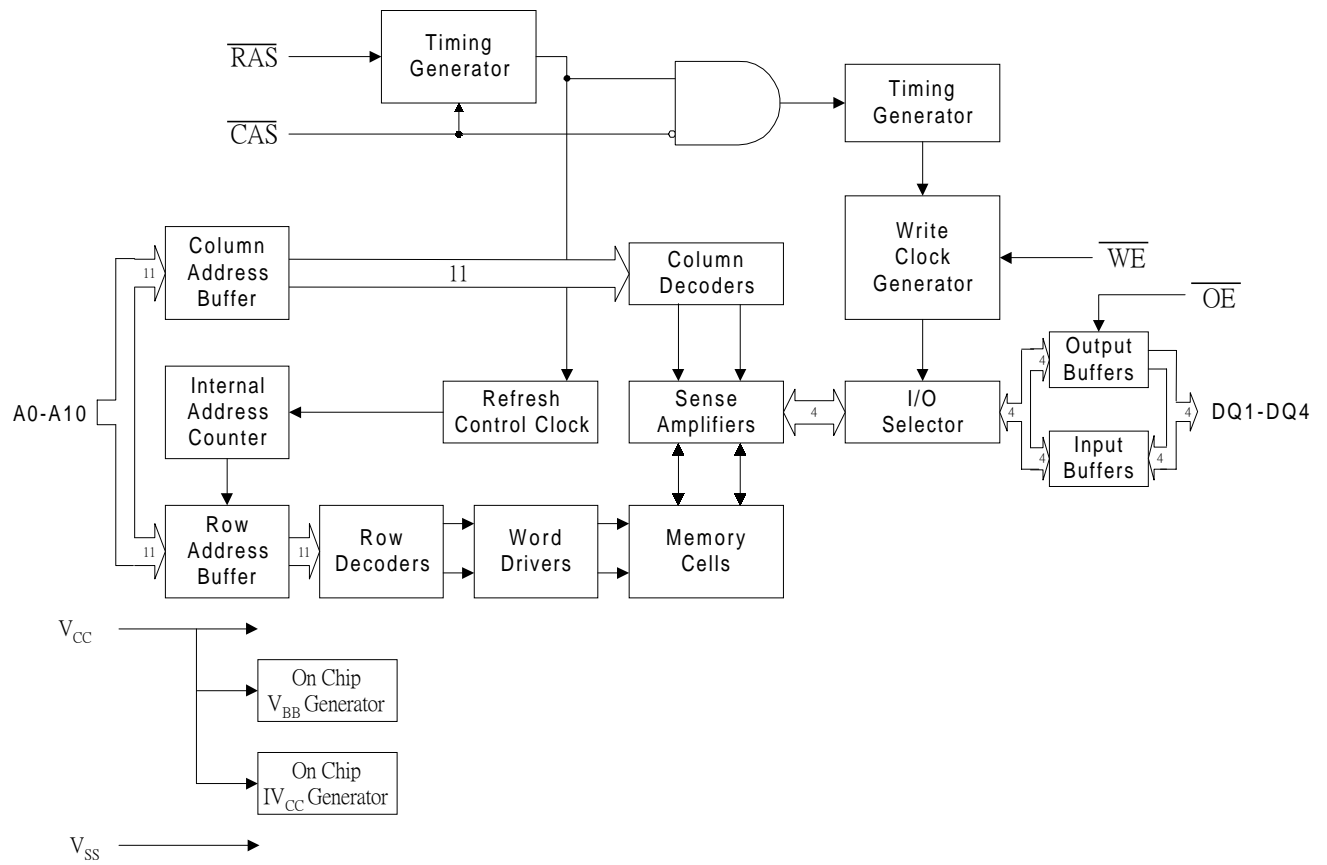 RAS
Timing
Generator
Timing
Generator
CAS
Write
Clock
Generator
WE
Column
Address
Buffer
11
11
Column
Decoders
OE
Output
Buffers
4
A0-A10
Internal
Address
Counter
Refresh
Control Clock
Sense
Amplifiers
4
I/O
Selector
4
4
DQ1-DQ4
Input
Buffers
4
4
11
Row
Address
Buffer
11
Row
Decoders
Word
Drivers
Memory
Cells
VCC
On Chip
VBB Generator
On Chip
IVCC Generator
VSS